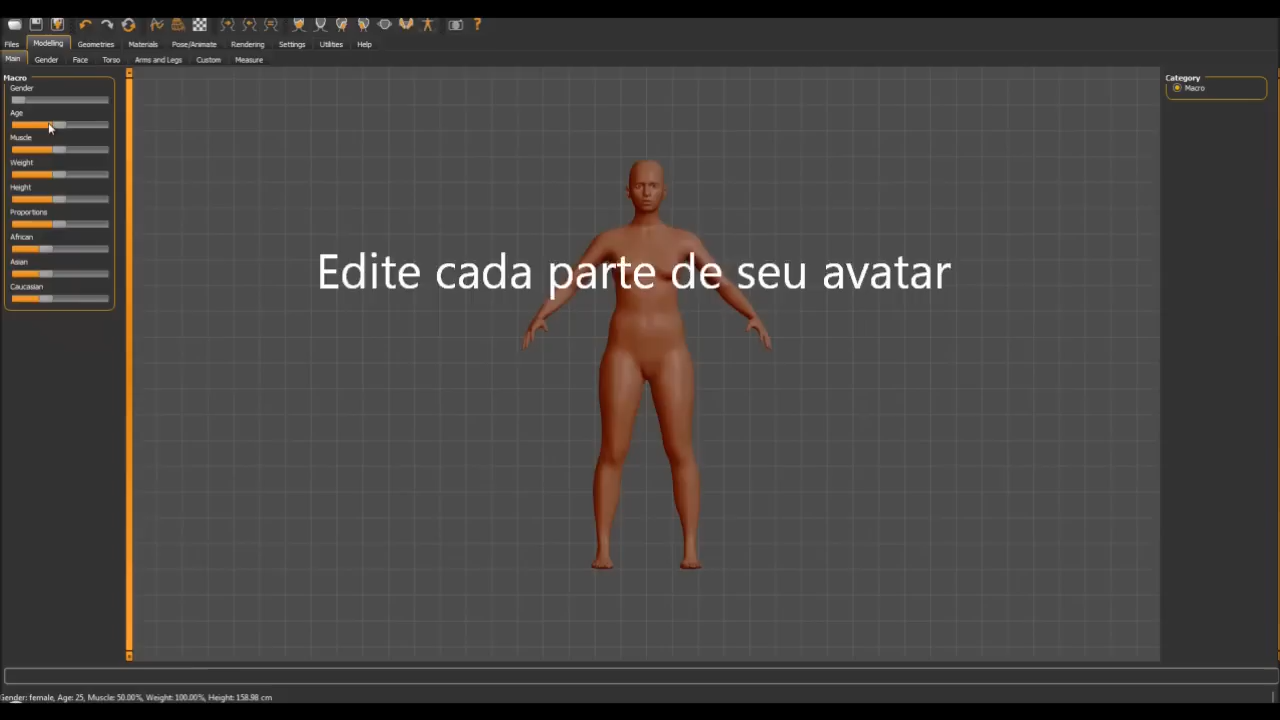 Files
Modelling
Geometries
Materials
Pose/Animate
Rendering
Settings
Utilities
Help
Main
Gender
Face
Torso
Arms and Legs
Custom
Measure
Macro
Gender
Age
Muscle
Weight
Height
Proportions
African
Asian
Caucasian
Category
Macro
Edite cada parte de seu avatar
Gender: female, Age: 25, Muscle: 50.00%, Weight: 100.00%, Height: 158.98 cm